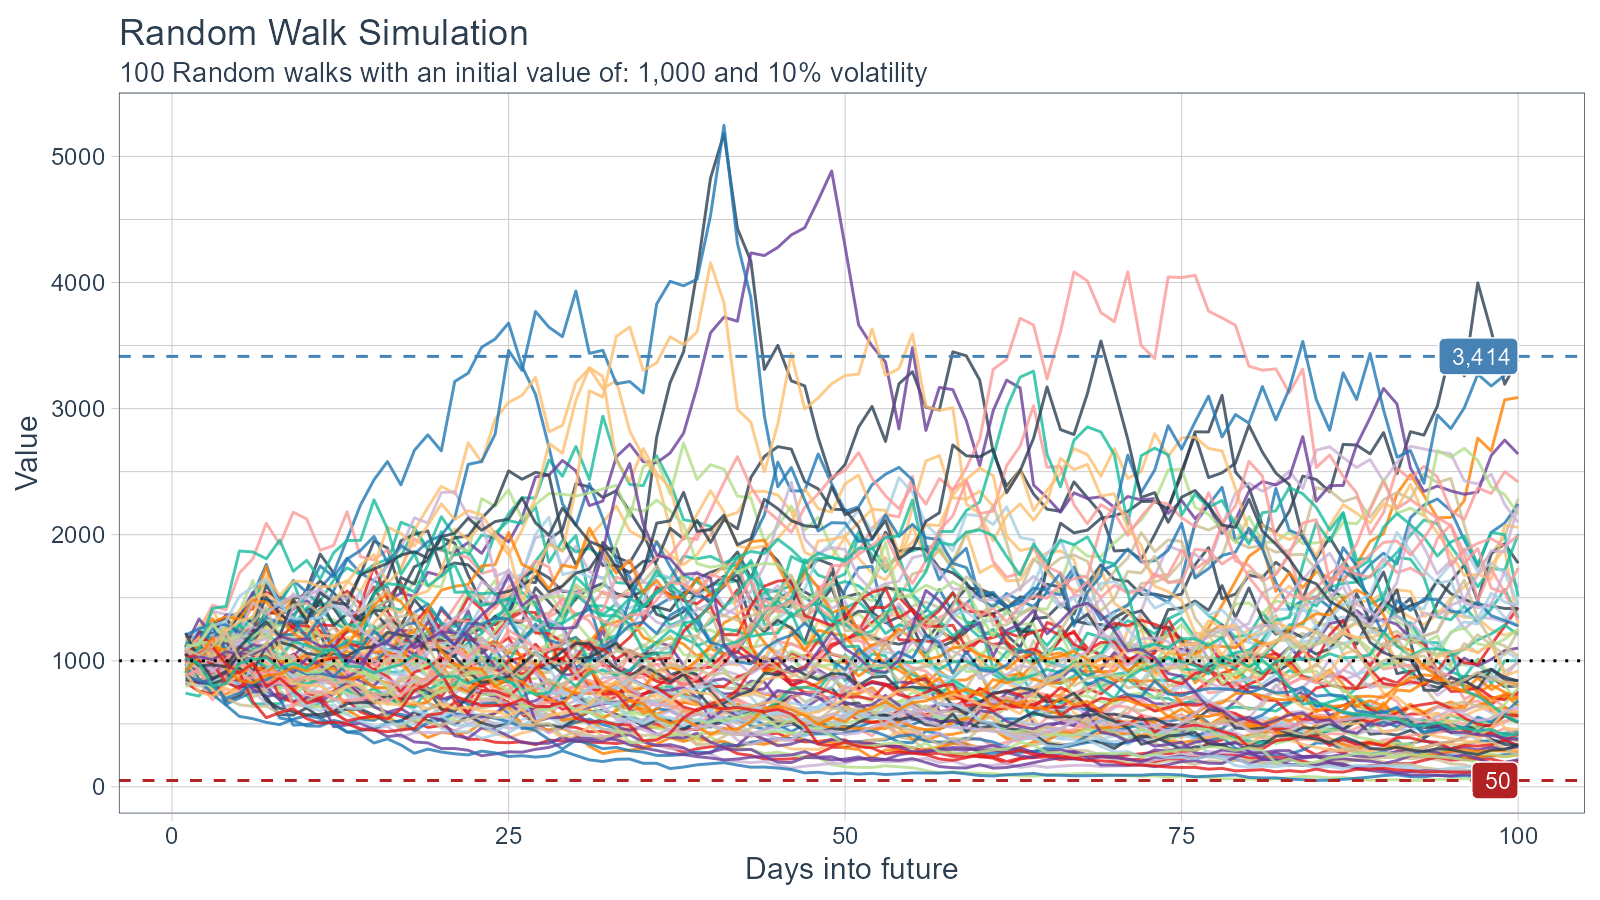 Random Walk Simulation
100 Random walks with an initial value of: 1,000 and 10% volatility
Value
5000
4000
3000
2000
1000
0
3,414
50
0 25 50 75 100
Days into future